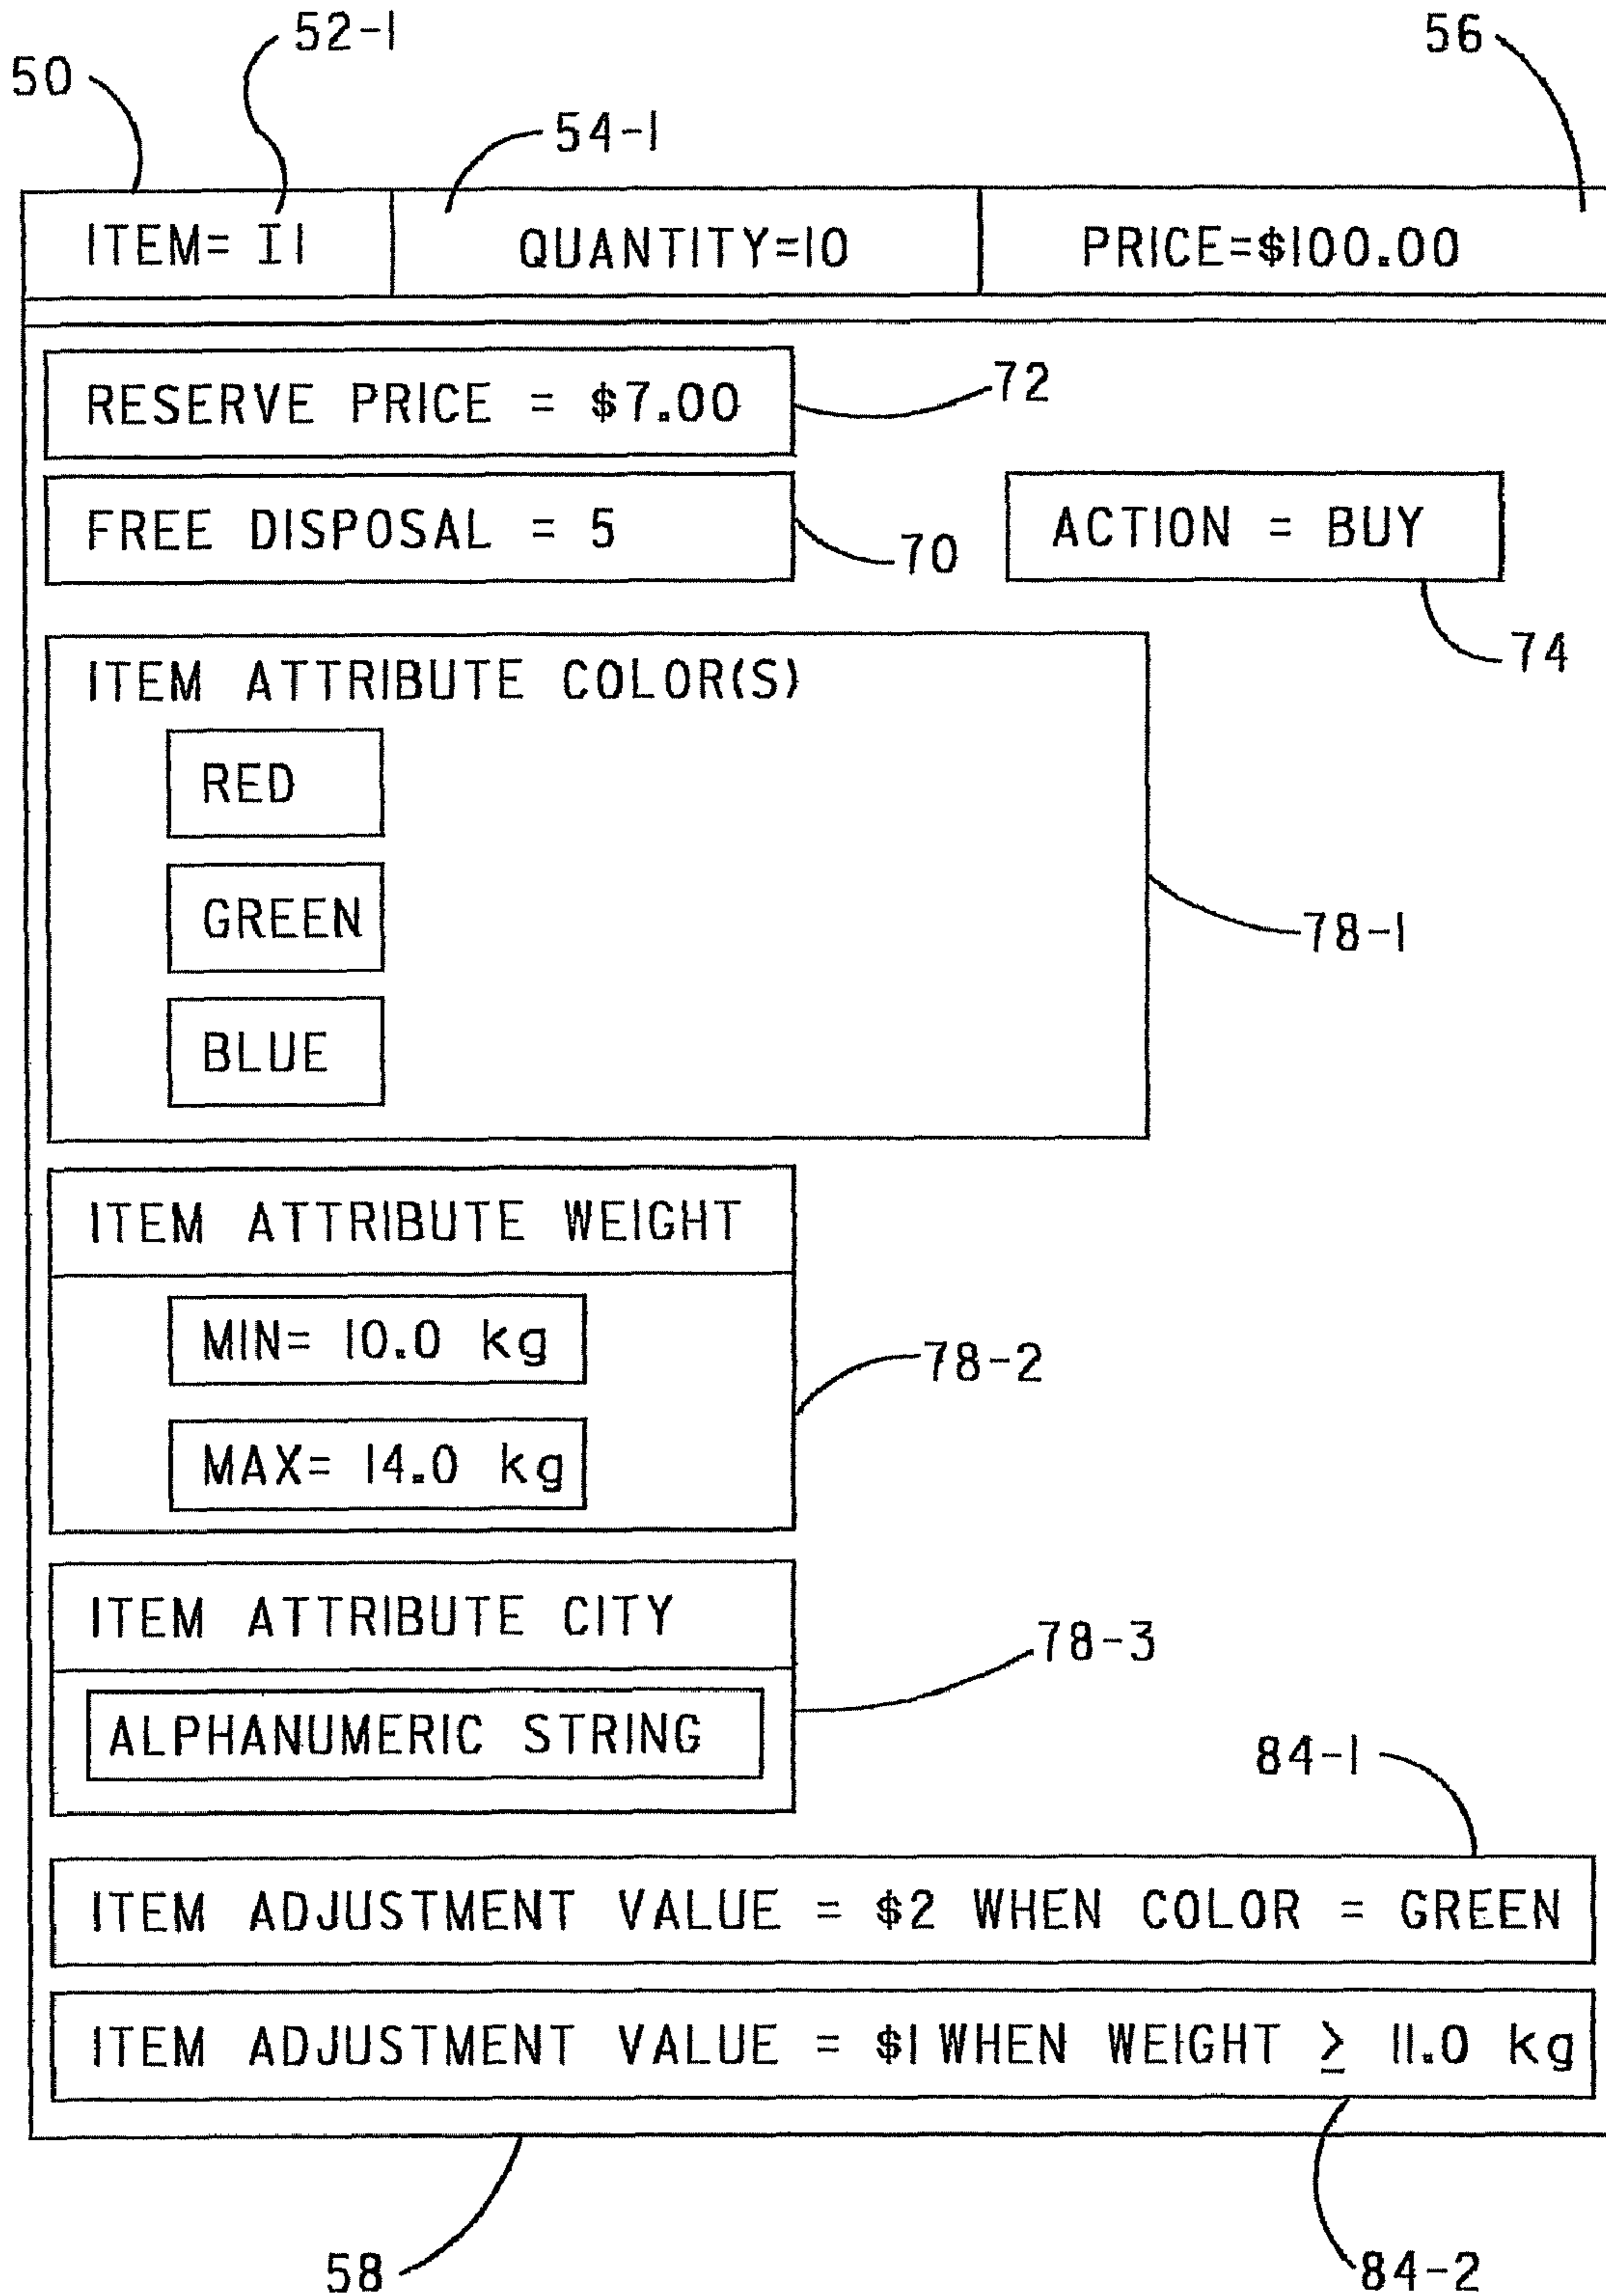 52-1
56
50
54-1
ITEM= I1
QUANTITY=10
PRICE=$100.00
RESERVE PRICE = $7.00
72
FREE DISPOSAL = 5
70
ACTION = BUY
74
ITEM ATTRIBUTE COLOR(S)
RED
GREEN
78-1
BLUE
ITEM ATTRIBUTE WEIGHT
MIN= 10.0 kg
78-2
MAX= 14.0 kg
ITEM ATTRIBUTE CITY
78-3
ALPHANUMERIC STRING
84-1
ITEM ADJUSTMENT VALUE = $2 WHEN COLOR = GREEN
ITEM ADJUSTMENT VALUE = $1 WHEN WEIGHT ≥ 11.0 kg
58
84-2